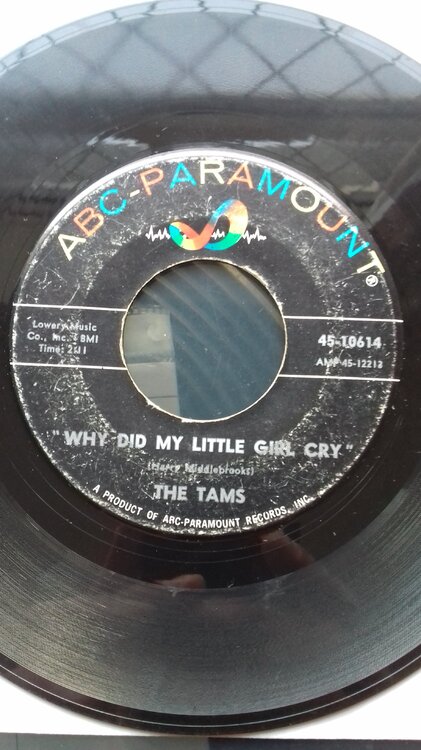 ABC-PARAMOUNT®
Lowery Music
Co., Inc. BMI
Time: 2:11
45-10614
AMP 45-12213
"WHY DID MY LITTLE GIRL CRY"
(Harry Middlebrooks)
THE TAMS
A PRODUCT OF ABC-PARAMOUNT RECORDS, INC.